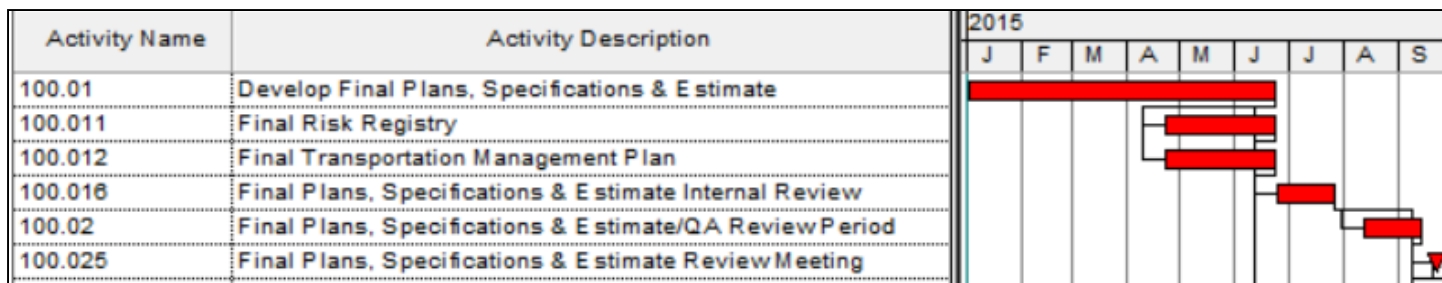 Activity Name Activity Description 2015
J F M A M J J A S
100.01 Develop Final Plans, Specifications & Estimate
100.011 Final Risk Registry
100.012 Final Transportation Management Plan
100.016 Final Plans, Specifications & Estimate Internal Review
100.02 Final Plans, Specifications & Estimate/QA Review Period
100.025 Final Plans, Specifications & Estimate Review Meeting